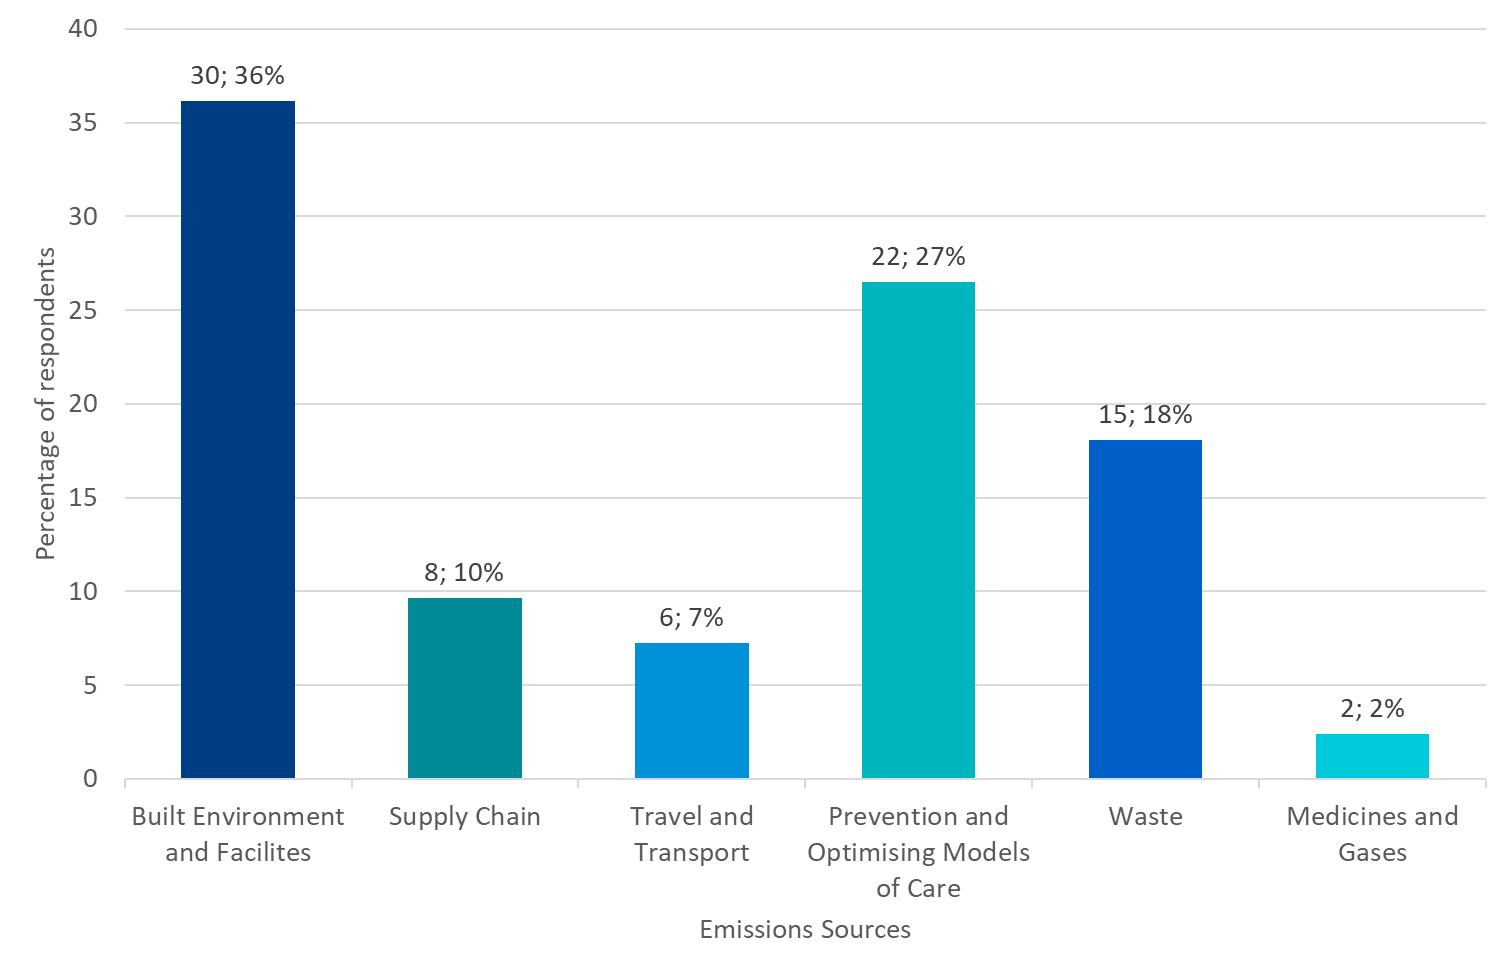 40
35
30
25
20
15
10
5
0
Percentage of respondents
30; 36%
8; 10%
6; 7%
22; 27%
15; 18%
2; 2%
Built Environment
and Facilites
Supply Chain
Travel and
Transport
Prevention and
Optimising Models
of Care
Waste
Medicines and
Gases
Emissions Sources